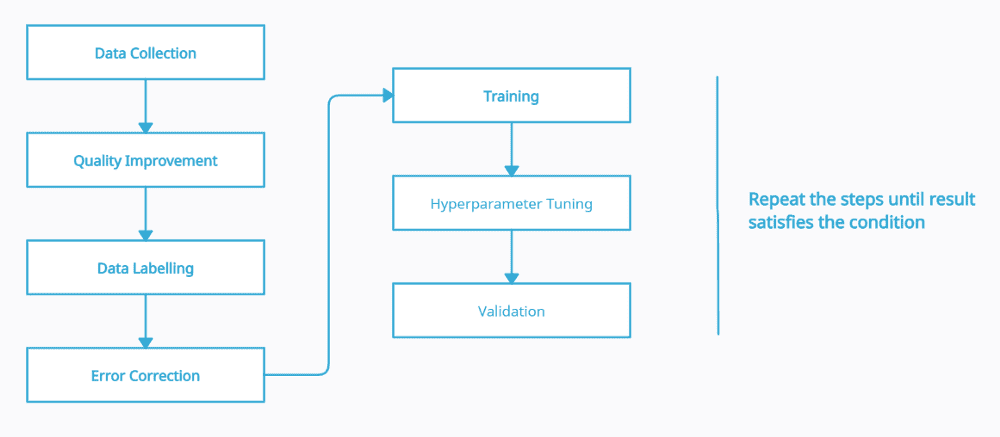 Data Collection
Quality Improvement
Data Labelling
Error Correction
Training
Hyperparameter Tuning
Validation
Repeat the steps until result
satisfies the condition